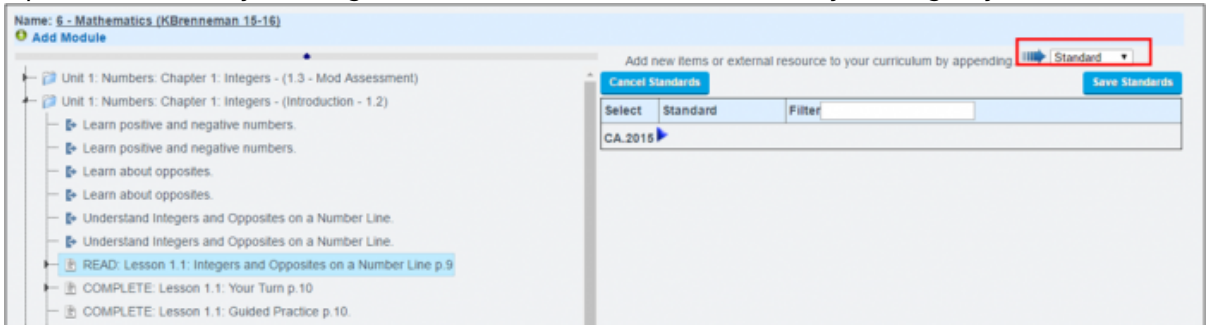 Name: 6 - Mathematics (KBrenneman 15-16)
Add Module
Add new items or external resource to your curriculum by appending
Standard
Unit 1: Numbers: Chapter 1: Integers - (1.3 - Mod Assessment)
Cancel Standards
Save Standards
Unit 1: Numbers: Chapter 1: Integers - (Introduction - 1.2)
Select Standard Filter
Learn positive and negative numbers.
CA.2015
Learn positive and negative numbers.
Learn about opposites.
Learn about opposites.
Understand Integers and Opposites on a Number Line.
Understand Integers and Opposites on a Number Line.
READ: Lesson 1.1: Integers and Opposites on a Number Line p.9
COMPLETE: Lesson 1.1: Your Turn p.10
COMPLETE: Lesson 1.1: Guided Practice p.10.